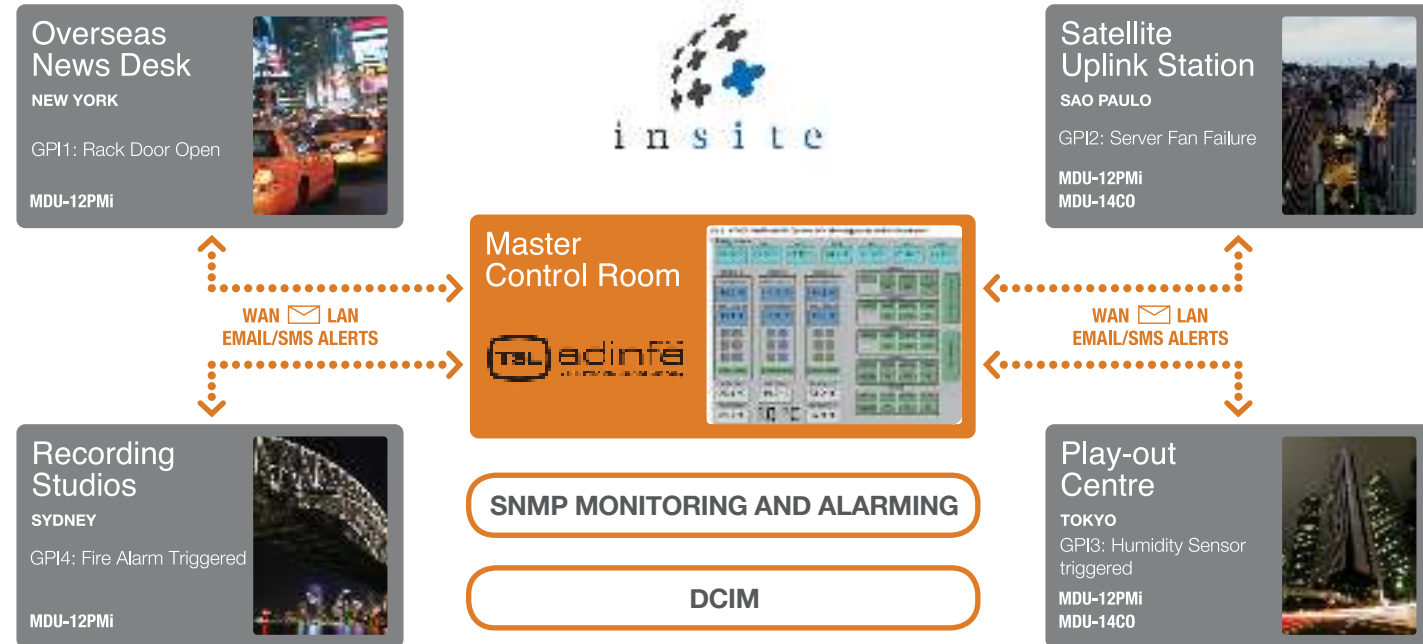 Overseas
News Desk
NEW YORK
GPI1: Rack Door Open
MDU-12PMi
insite
Satellite
Uplink Station
SAO PAULO
GPI2: Server Fan Failure
MDU-12PMi
MDU-14CO
Master
Control Room
TSL adinfa
WAN LAN
EMAIL/SMS ALERTS
WAN LAN
EMAIL/SMS ALERTS
Recording
Studios
SYDNEY
GPI4: Fire Alarm Triggered
MDU-12PMi
SNMP MONITORING AND ALARMING
DCIM
Play-out
Centre
TOKYO
GPI3: Humidity Sensor
triggered
MDU-12PMi
MDU-14CO